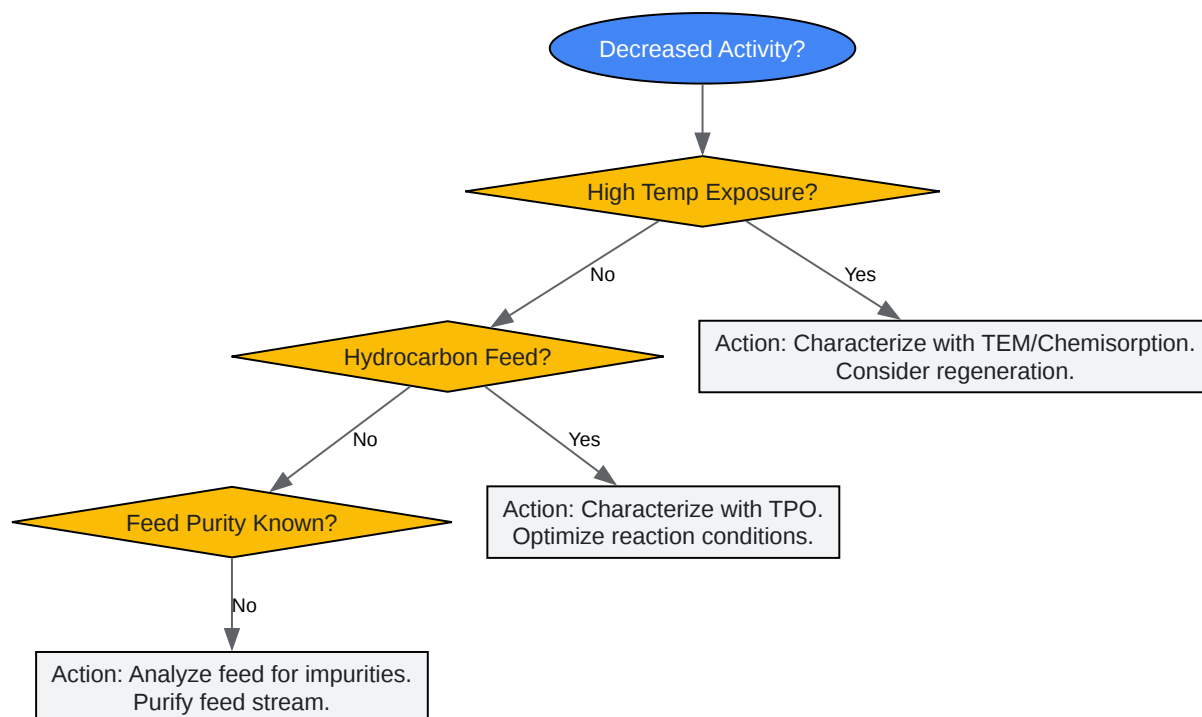 Decreased Activity?
High Temp Exposure?
No
Yes
Hydrocarbon Feed?
Action: Characterize with TEM/Chemisorption.
Consider regeneration.
No
Yes
Feed Purity Known?
Action: Characterize with TPO.
Optimize reaction conditions.
No
Action: Analyze feed for impurities.
Purify feed stream.